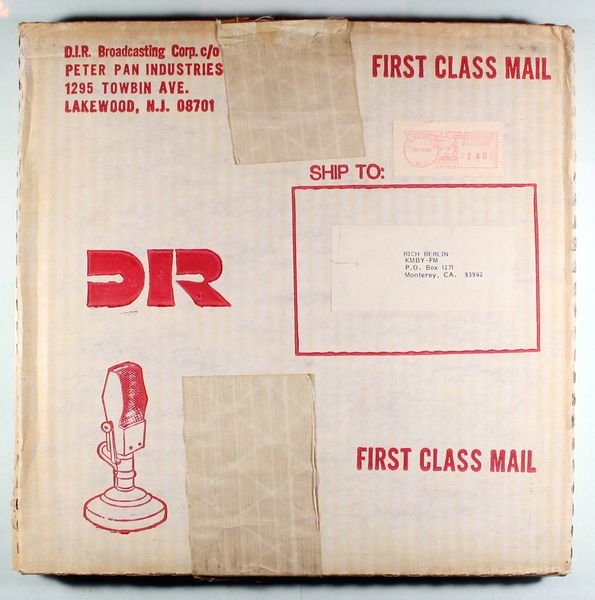 D.I.R. Broadcasting Corp. c/o
PETER PAN INDUSTRIES
1295 TOWBIN AVE.
LAKEWOOD, N.J. 08701
FIRST CLASS MAIL
2.40
SHIP TO:
RICH BERLIN
KMBY-FM
P.O. Box 1271
Monterey, CA. 93942
DIR
FIRST CLASS MAIL